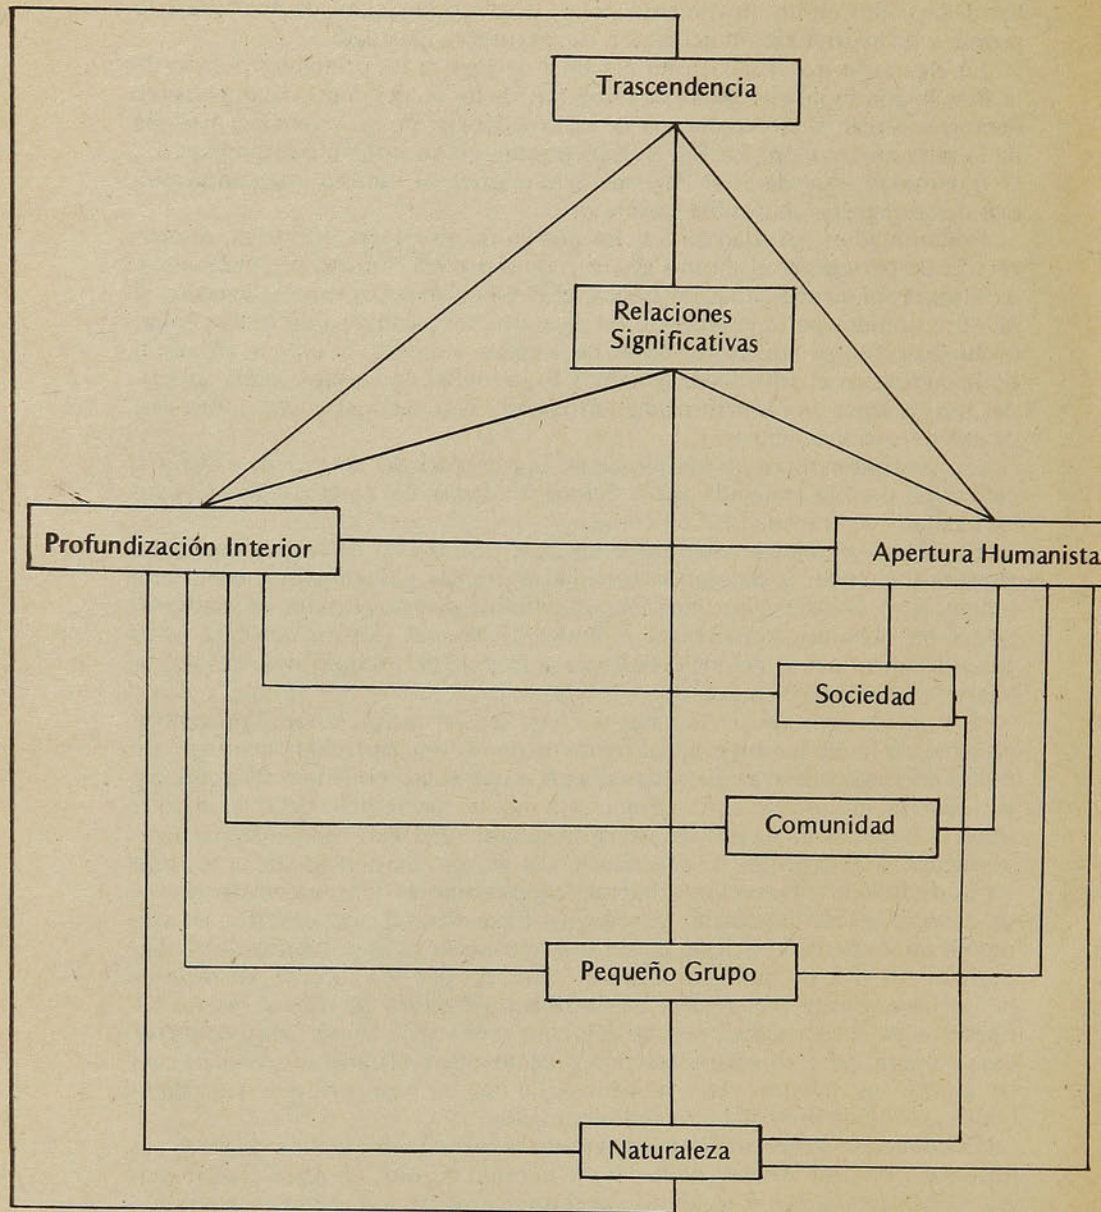 Trascendencia
Relaciones
Significativas
Profundización Interior
Apertura Humanista
Sociedad
Comunidad
Pequeño Grupo
Naturaleza